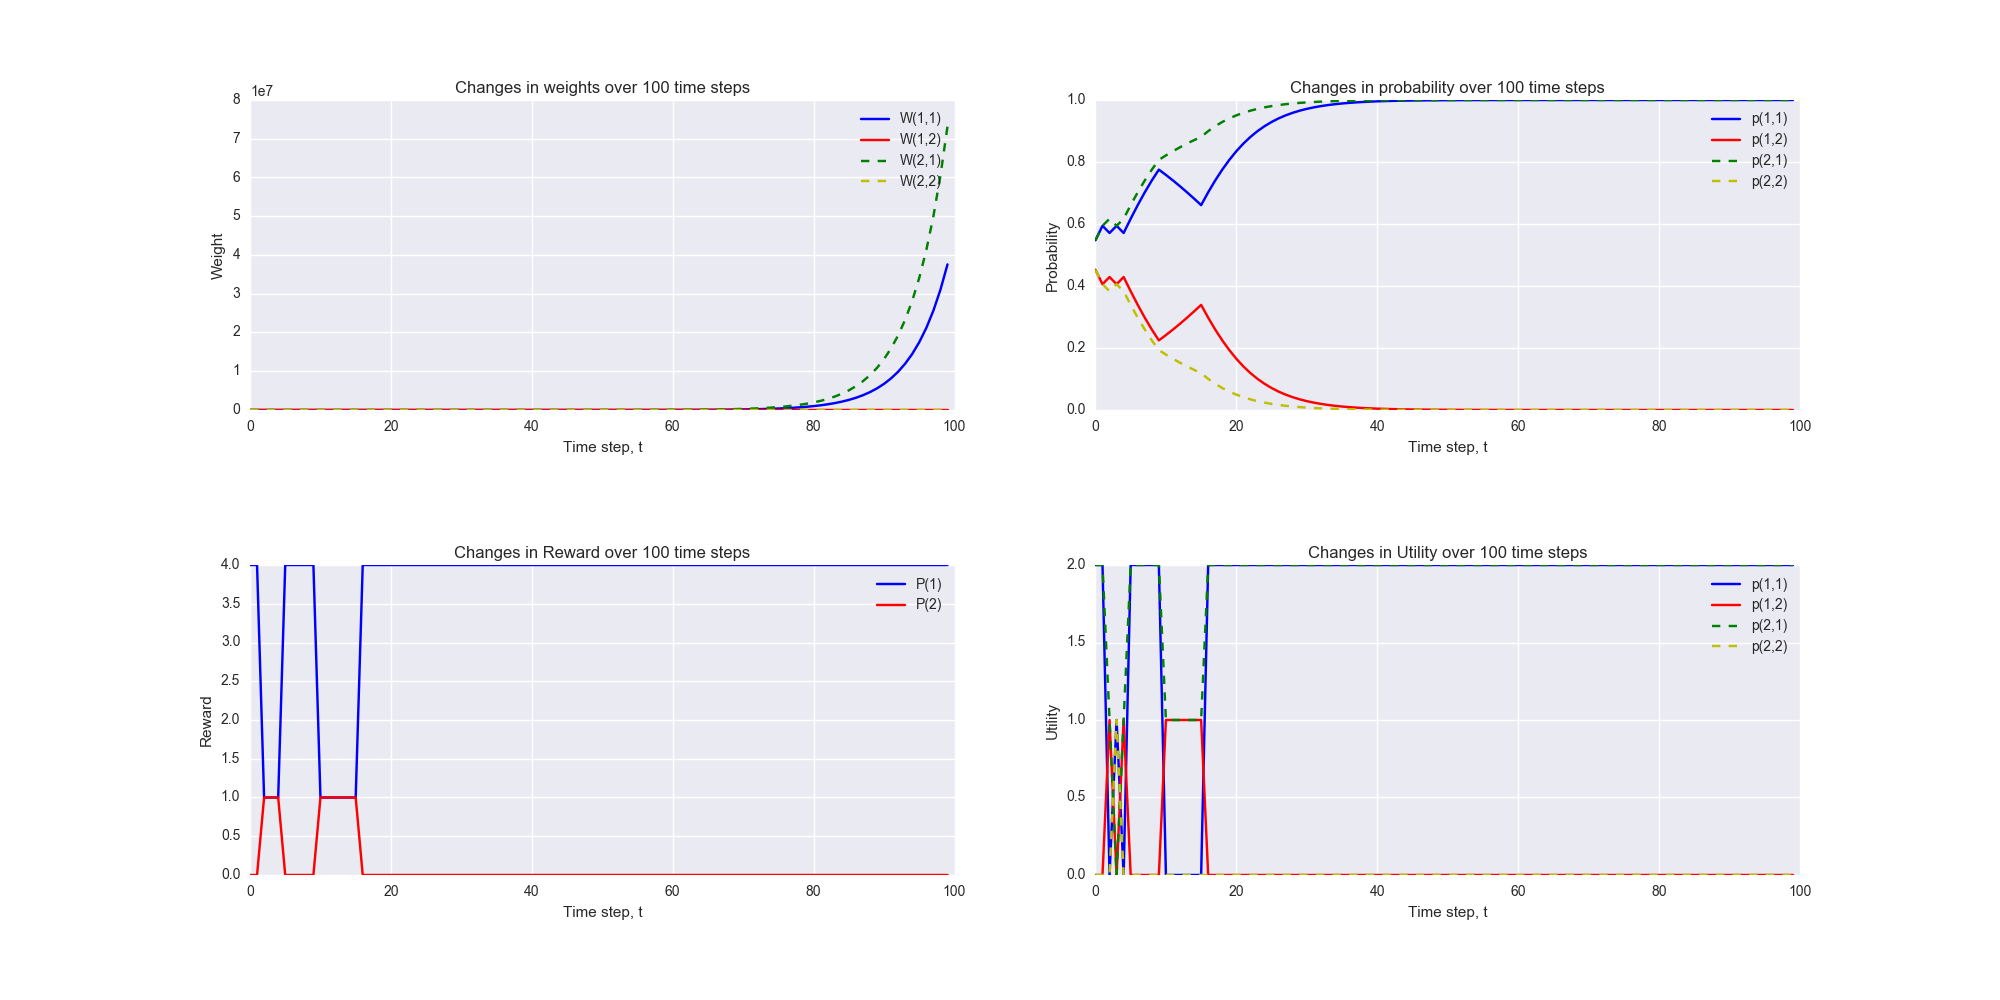 Changes in weights over 100 time steps
1e7
8
7
6
5
4
3
2
1
0
Weight
W(1,1)
W(1,2)
W(2,1)
W(2,2)
0 20 40 60 80 100
Time step, t
Changes in probability over 100 time steps
1.0
0.8
0.6
0.4
0.2
0.0
Probability
p(1,1)
p(1,2)
p(2,1)
p(2,2)
0 20 40 60 80 100
Time step, t
Changes in Reward over 100 time steps
4.0
3.5
3.0
2.5
2.0
1.5
1.0
0.5
0.0
Reward
P(1)
P(2)
0 20 40 60 80 100
Time step, t
Changes in Utility over 100 time steps
2.0
1.5
1.0
0.5
0.0
Utility
p(1,1)
p(1,2)
p(2,1)
p(2,2)
0 20 40 60 80 100
Time step, t